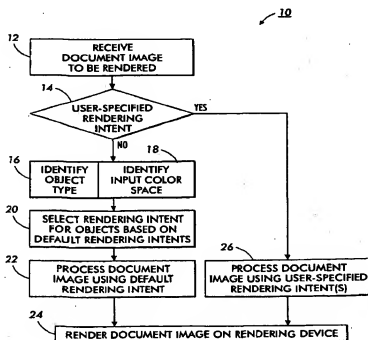 10
12
RECEIVE
DOCUMENT IMAGE
TO BE RENDERED
14
USER-SPECIFIED
RENDERING
INTENT
YES
NO
16
18
IDENTIFY
OBJECT
TYPE
IDENTIFY
INPUT COLOR
SPACE
20
SELECT RENDERING INTENT
FOR OBJECTS BASED ON
DEFAULT RENDERING INTENTS
22
PROCESS DOCUMENT
IMAGE USING DEFAULT
RENDERING INTENT
26
PROCESS DOCUMENT
IMAGE USING USER-SPECIFIED
RENDERING INTENT(S)
24
RENDER DOCUMENT IMAGE ON RENDERING DEVICE